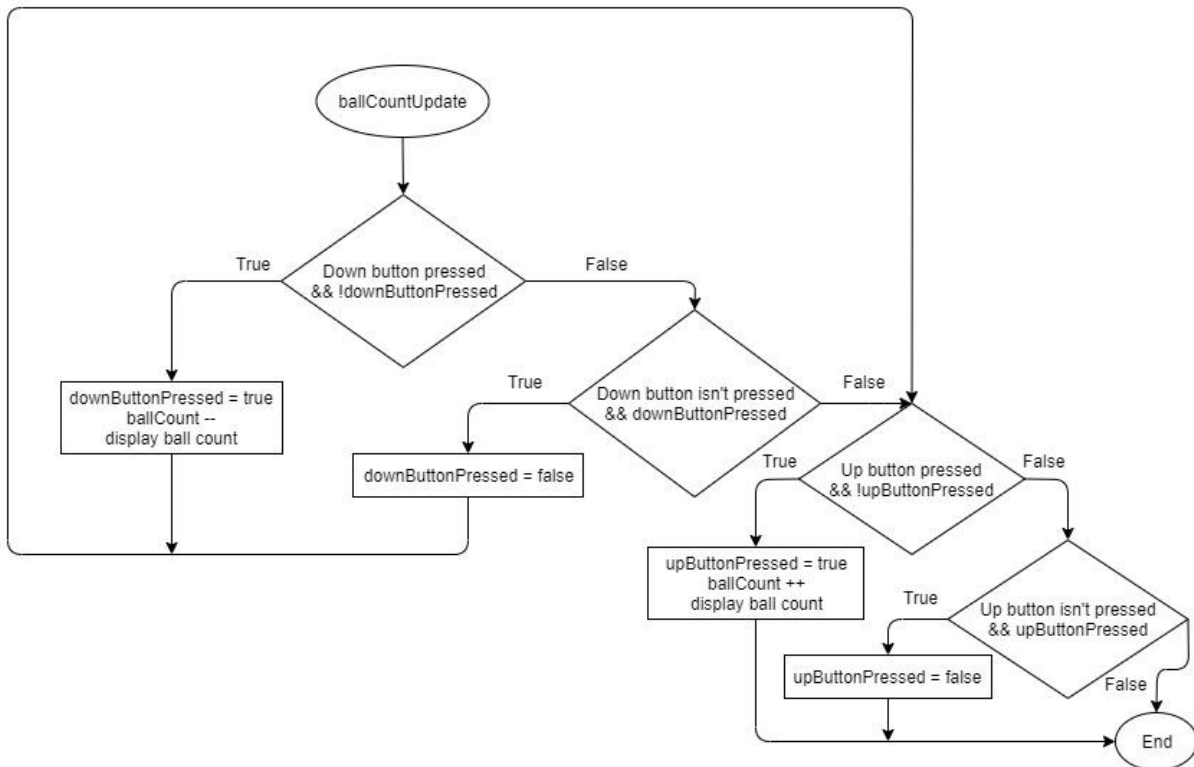 ballCountUpdate
True
False
Down button pressed
&& !downButtonPressed
True
False
downButtonPressed = true
ballCount --
display ball count
Down button isn't pressed
&& downButtonPressed
downButtonPressed = false
True
False
Up button pressed
&& !upButtonPressed
upButtonPressed = true
ballCount ++
display ball count
True
Up button isn't pressed
&& upButtonPressed
upButtonPressed = false
False
End